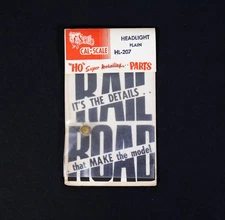 CAL-SCALE
HEADLIGHT
PLAIN
HL-207
"HO" Super Detailing.. PARTS
RAIL
IT'S THE DETAILS..
ROAD
that MAKE the model